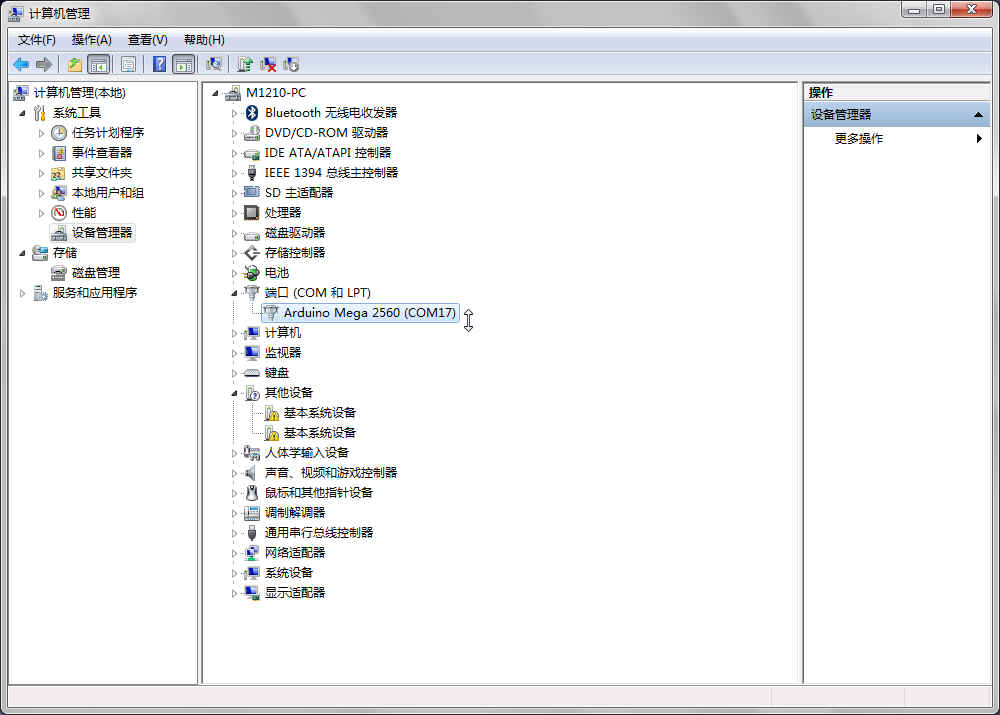 计算机管理
文件(F) 操作(A) 查看(V) 帮助(H)
计算机管理(本地)
系统工具
任务计划程序
事件查看器
共享文件夹
本地用户和组
性能
设备管理器
存储
磁盘管理
服务和应用程序
M1210-PC
Bluetooth 无线电收发器
DVD/CD-ROM 驱动器
IDE ATA/ATAPI 控制器
IEEE 1394 总线主控制器
SD 主适配器
处理器
磁盘驱动器
存储控制器
电池
端口 (COM 和 LPT)
Arduino Mega 2560 (COM17)
计算机
监视器
键盘
其他设备
基本系统设备
基本系统设备
人体学输入设备
声音、视频和游戏控制器
鼠标和其他指针设备
调制解调器
通用串行总线控制器
网络适配器
系统设备
显示适配器
操作
设备管理器
更多操作